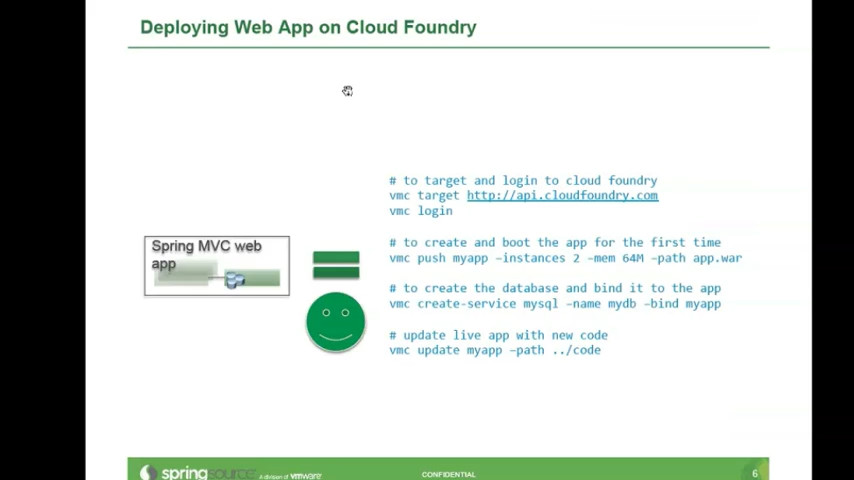 Deploying Web App on Cloud Foundry
# to target and login to cloud foundry
vmc target http://api.cloudfoundry.com
vmc login
Spring MVC web
app
# to create and boot the app for the first time
vmc push myapp –instances 2 –mem 64M –path app.war
# to create the database and bind it to the app
vmc create-service mysql –name mydb –bind myapp
# update live app with new code
vmc update myapp –path ../code
springsource A division of vmware
CONFIDENTIAL
6